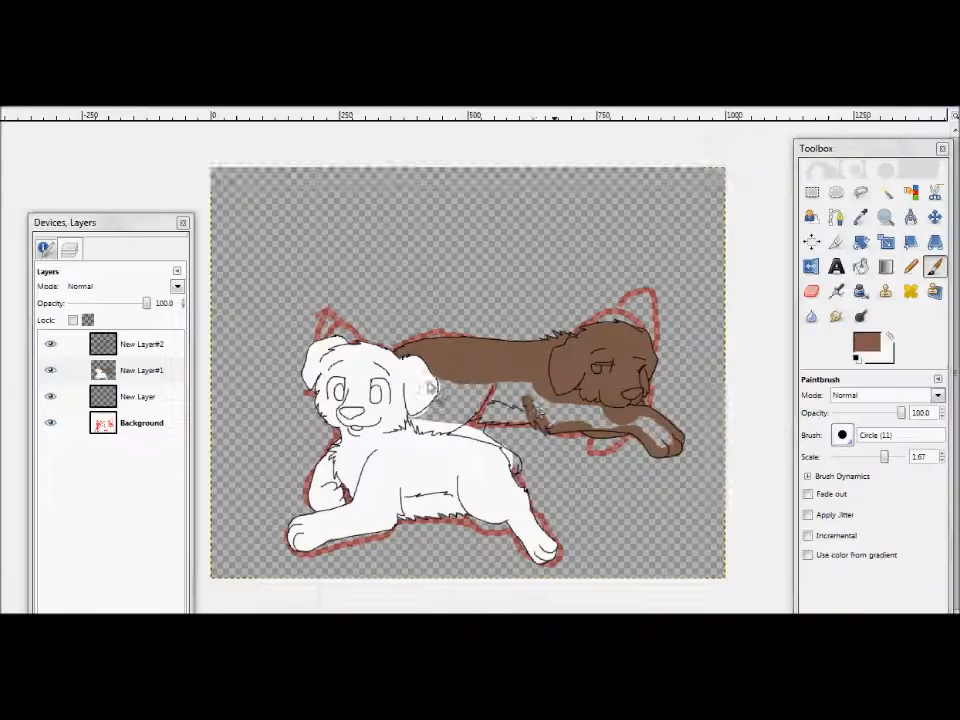 -250 0 250 500 750 1000 1250
Toolbox
Devices, Layers
Layers
Mode: Normal
Opacity: 100.0
Lock:
New Layer#2
New Layer#1
New Layer
Background
Paintbrush
Mode: Normal
Opacity: 100.0
Brush: Circle (11)
Scale: 1.67
Brush Dynamics
Fade out
Apply Jitter
Incremental
Use color from gradient